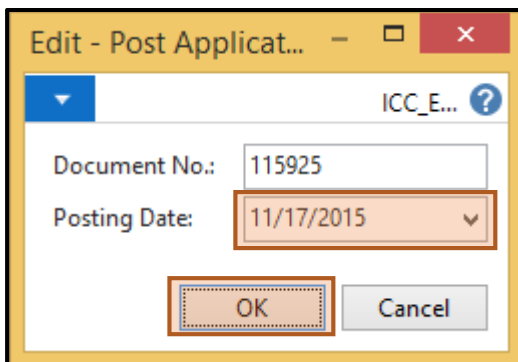 Edit - Post Applicat...
ICC_E... ?
Document No.: 115925
Posting Date: 11/17/2015
OK Cancel